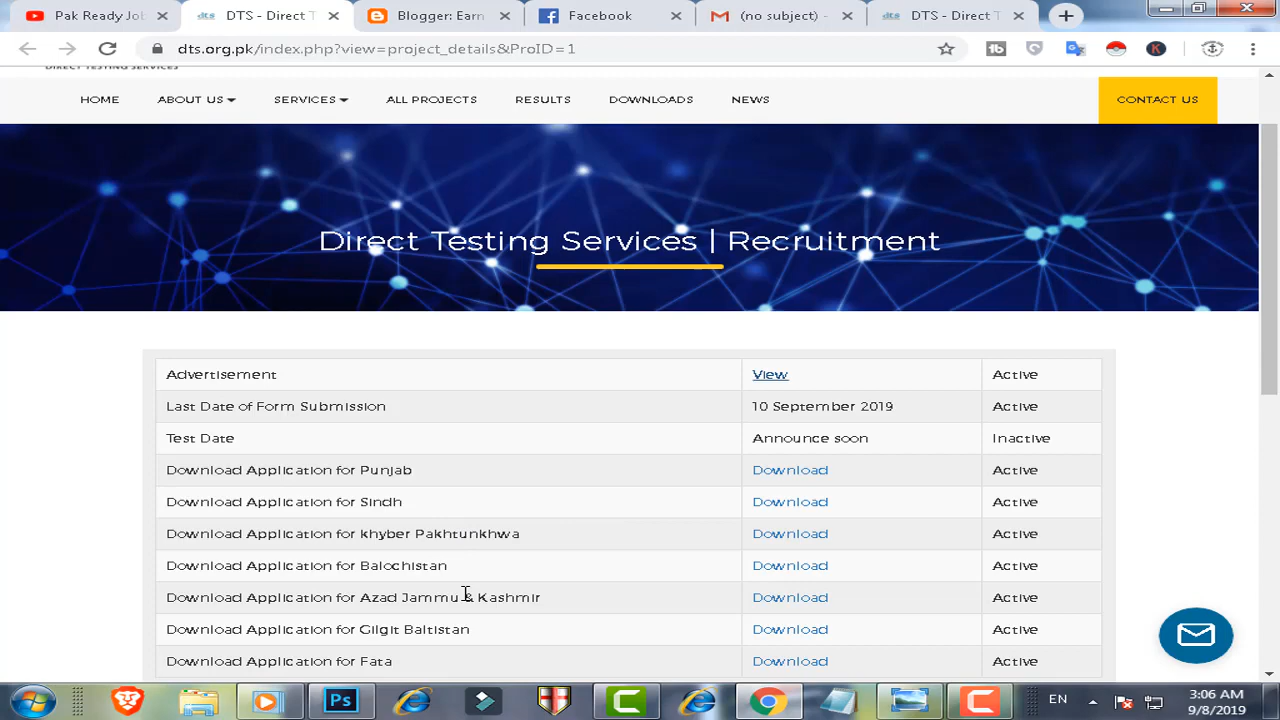 Pak Ready Jo
DTS - Direct T
Blogger: Earn
Facebook
(no subject) -
DTS - Direct T
dts.org.pk/index.php?view=project_details&ProID=1
DIRECT TESTING SERVICES
HOME ABOUT US SERVICES ALL PROJECTS RESULTS DOWNLOADS NEWS CONTACT US
Direct Testing Services | Recruitment
Advertisement View Active
Last Date of Form Submission 10 September 2019 Active
Test Date Announce soon Inactive
Download Application for Punjab Download Active
Download Application for Sindh Download Active
Download Application for khyber Pakhtunkhwa Download Active
Download Application for Balochistan Download Active
Download Application for Azad Jammu & Kashmir Download Active
Download Application for Gilgit Baltistan Download Active
Download Application for Fata Download Active
EN
3:06 AM
9/8/2019